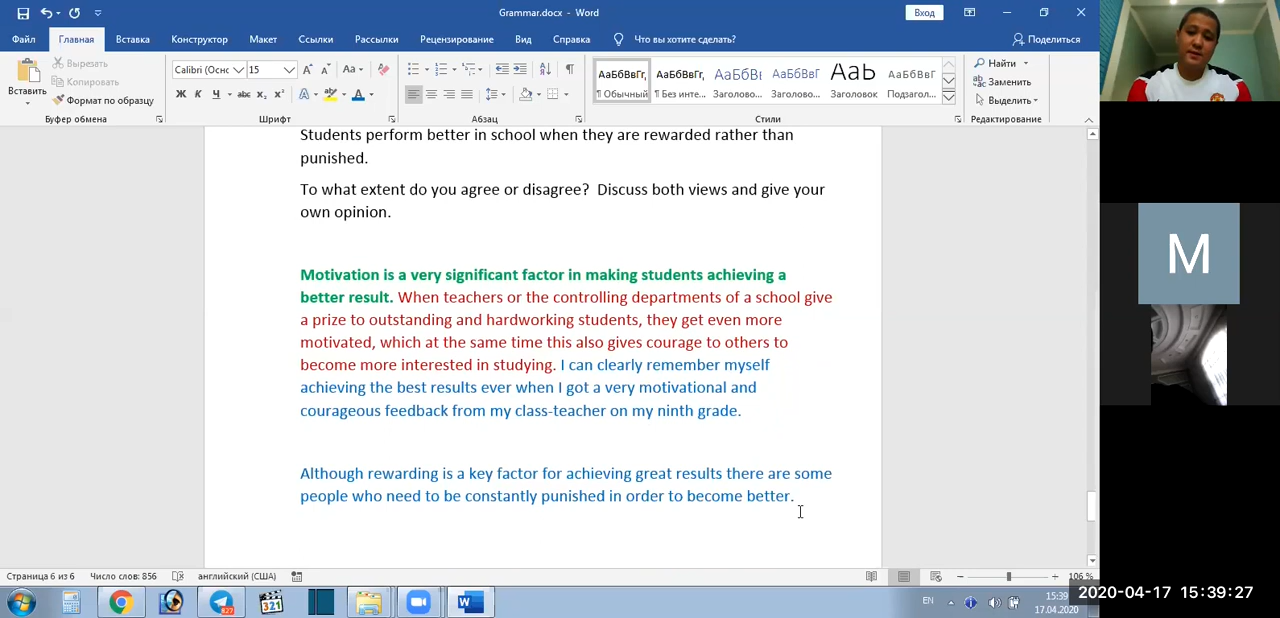 Grammar.docx - Word
Вход
Файл Главная Вставка Конструктор Макет Ссылки Рассылки Рецензирование Вид Справка Что вы хотите сделать? Поделиться
Вставить
Вырезать
Копировать
Формат по образцу
Буфер обмена
Calibri (Осно 15
Aa
Ж К Ч abc x₂ x²
Шрифт
Абзац
АаБбВвГг, АаБбВвГг, АаБбВı АаБбВвГ АаЬ АаБбВвГ
¶ Обычный ¶ Без инте... Заголово... Заголово... Заголовок Подзагол...
Стили
Найти
Заменить
Выделить
Редактирование
Students perform better in school when they are rewarded rather than
punished.
To what extent do you agree or disagree? Discuss both views and give your
own opinion.
Motivation is a very significant factor in making students achieving a
better result. When teachers or the controlling departments of a school give
a prize to outstanding and hardworking students, they get even more
motivated, which at the same time this also gives courage to others to
become more interested in studying. I can clearly remember myself
achieving the best results ever when I got a very motivational and
courageous feedback from my class-teacher on my ninth grade.
Although rewarding is a key factor for achieving great results there are some
people who need to be constantly punished in order to become better.
M
Страница 6 из 6 Число слов: 856 английский (США) 106 %
827
321
W
EN
15:39
17.04.2020
2020-04-17 15:39:27